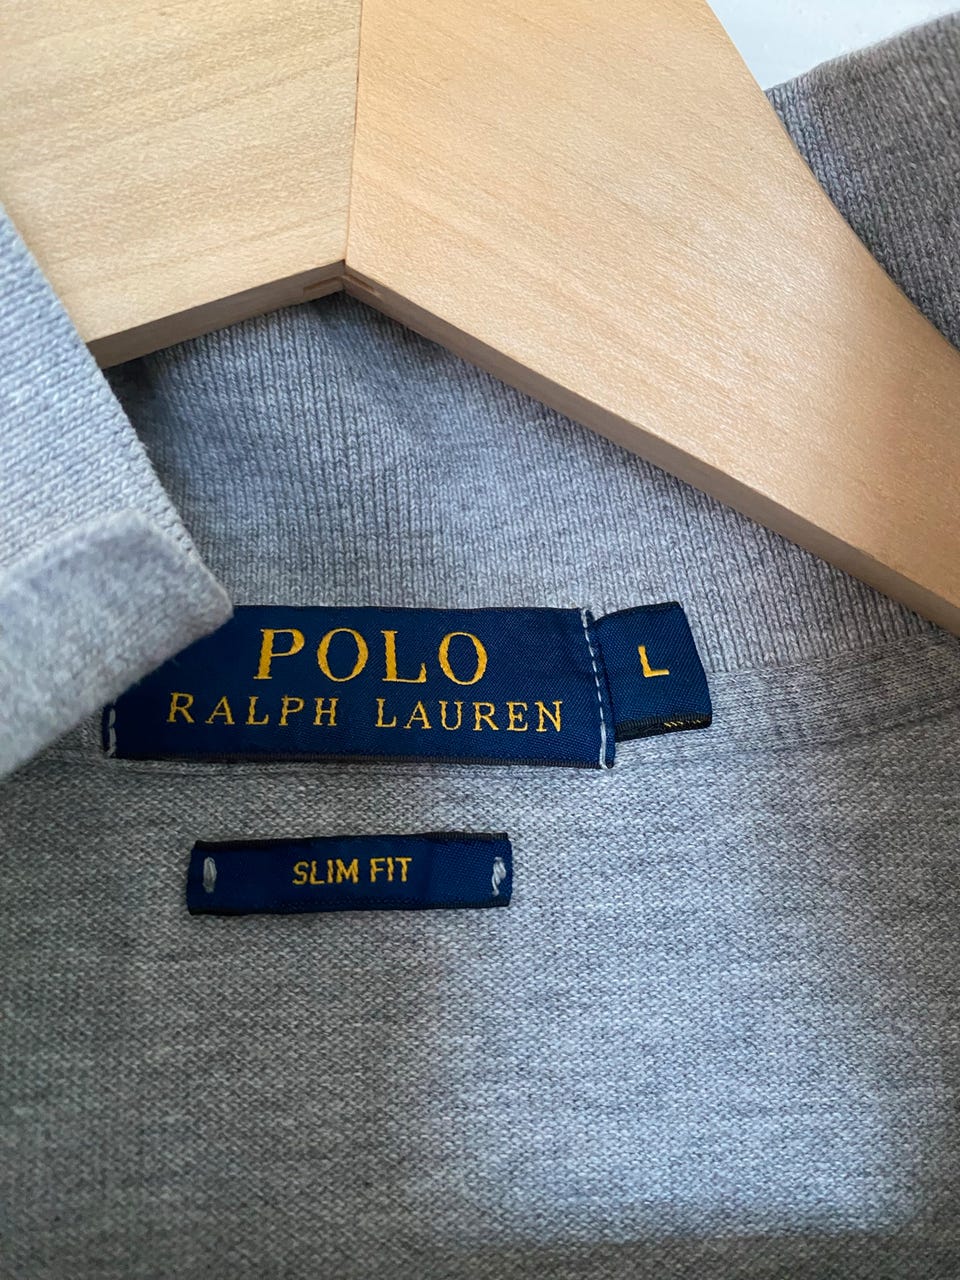 POLO
RALPH LAUREN
L
SLIM FIT